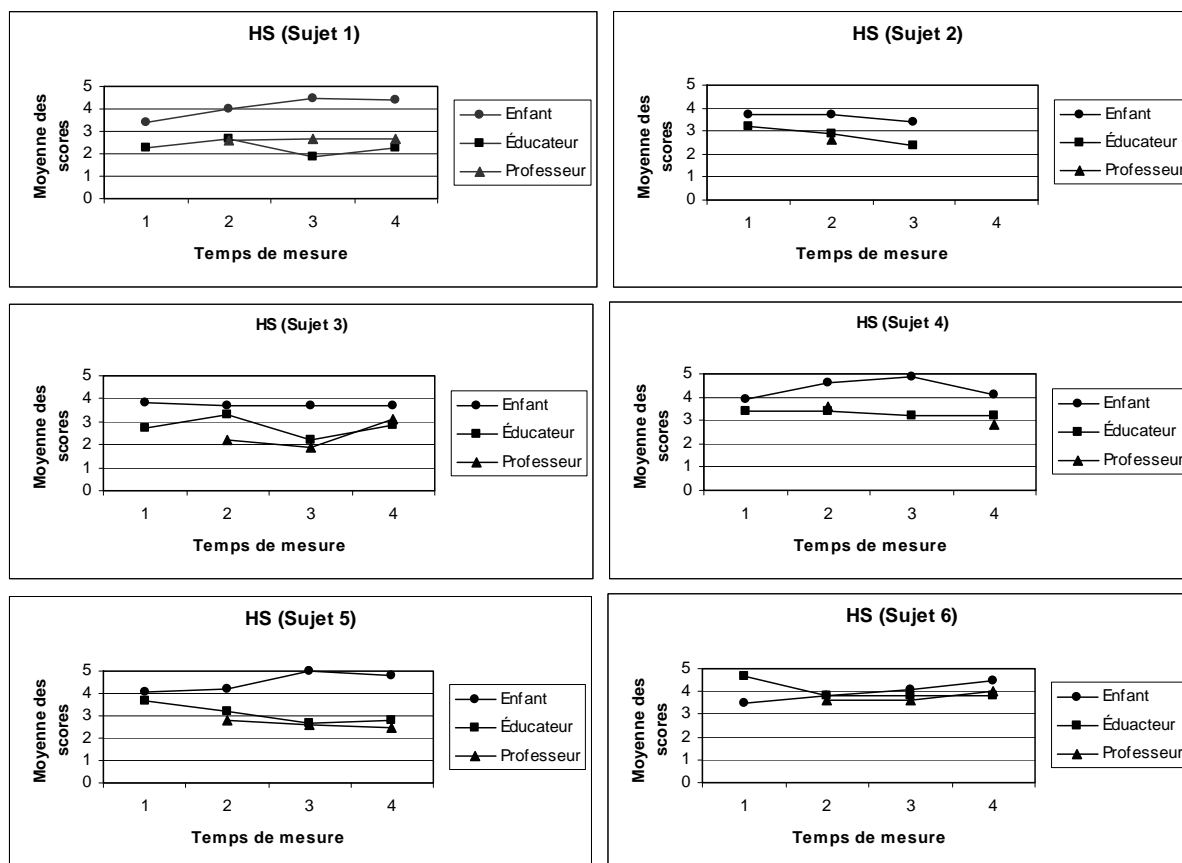 HS (Sujet 1)
Moyenne des
scores
5
4
3
2
1
0
1 2 3 4
Temps de mesure
Enfant
Éducateur
Professeur
HS (Sujet 2)
Moyenne des
scores
5
4
3
2
1
0
1 2 3 4
Temps de mesure
Enfant
Éducateur
Professeur
HS (Sujet 3)
Moyenne des
scores
5
4
3
2
1
0
1 2 3 4
Temps de mesure
Enfant
Éducateur
Professeur
HS (Sujet 4)
Moyenne des
scores
5
4
3
2
1
0
1 2 3 4
Temps de mesure
Enfant
Éducateur
Professeur
HS (Sujet 5)
Moyenne des
scores
5
4
3
2
1
0
1 2 3 4
Temps de mesure
Enfant
Éducateur
Professeur
HS (Sujet 6)
Moyenne des
scores
5
4
3
2
1
0
1 2 3 4
Temps de mesure
Enfant
Éduacteur
Professeur